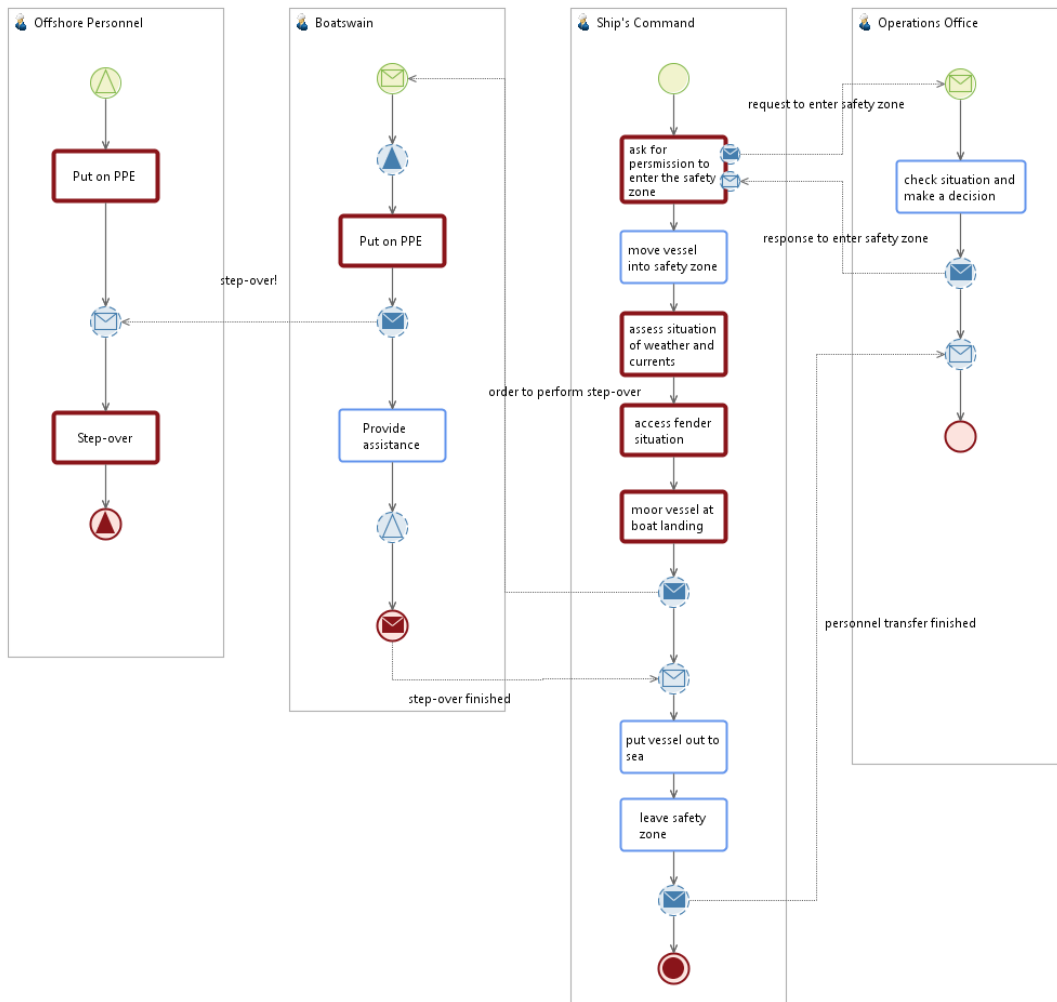 Offshore Personnel
Boatswain
Ship's Command
Operations Office
request to enter safety zone
ask for
persmission to
enter the safety
zone
Put on PPE
check situation and
make a decision
Put on PPE
move vessel
into safety zone
response to enter safety zone
step-over!
assess situation
of weather and
currents
order to perform step-over
Provide
assistance
access fender
situation
Step-over
moor vessel at
boat landing
personnel transfer finished
step-over finished
put vessel out to
sea
leave safety
zone